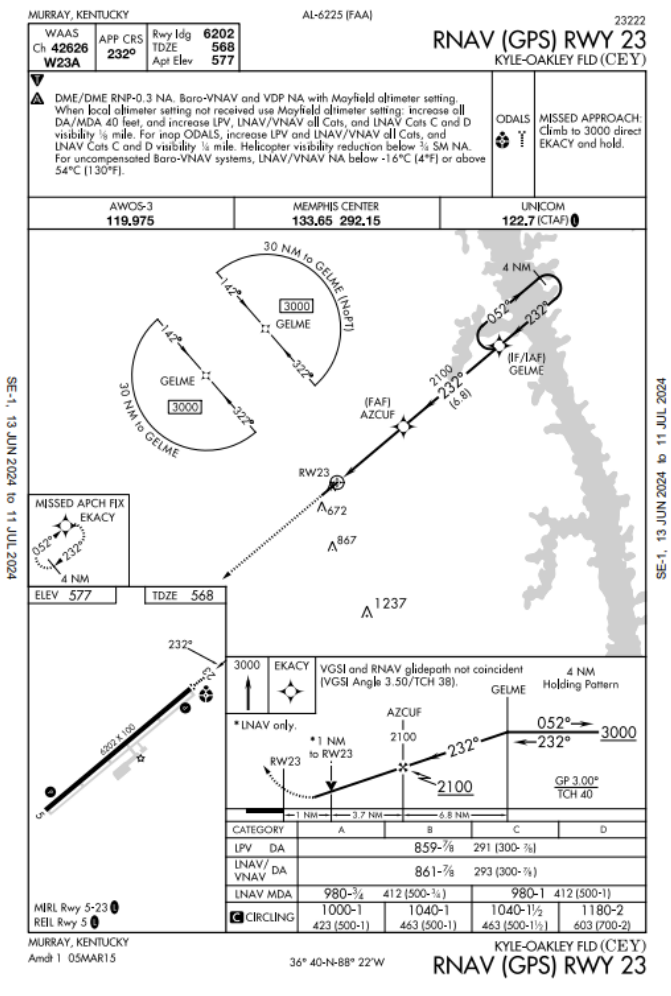 MURRAY, KENTUCKY
AL-6225 (FAA)
23222
WAAS
Ch 42626
W23A
APP CRS
232°
Rwy ldg 6202
TDZE 568
Apt Elev 577
RNAV (GPS) RWY 23
KYLE-OAKLEY FLD (CEY)
T
A
DME/DME RNP-0.3 NA. Baro-VNAV and VDP NA with Mayfield altimeter setting.
When local altimeter setting not received use Mayfield altimeter setting: increase all
DA/MDA 40 feet, and increase LPV, LNAV/VNAV all Cats, and LNAV Cats C and D
visibility ⅛ mile. For inop ODALS, increase LPV and LNAV/VNAV all Cats, and
LNAV Cats C and D visibility ¼ mile. Helicopter visibility reduction below ¾ SM NA.
For uncompensated Baro-VNAV systems, LNAV/VNAV NA below -16°C (4°F) or above
54°C (130°F).
ODALS
MISSED APPROACH:
Climb to 3000 direct
EKACY and hold.
AWOS-3
119.975
MEMPHIS CENTER
133.65 292.15
UNICOM
122.7 (CTAF) L
30 NM to GELME (NoPT)
142°
3000
GELME
322°
142°
GELME
3000
322°
30 NM to GELME
4 NM
052°
232°
(IF/IAF)
GELME
2100
232°
(6.8)
(FAF)
AZCUF
RW23
672
867
1237
MISSED APCH FIX
EKACY
052°
232°
4 NM
SE-1, 13 JUN 2024 to 11 JUL 2024
SE-1, 13 JUN 2024 to 11 JUL 2024
ELEV 577
TDZE 568
232°
23
6202 X 100
5
MIRL Rwy 5-23 L
REIL Rwy 5 L
3000
EKACY
VGSI and RNAV glidepath not coincident
(VGSI Angle 3.50/TCH 38).
4 NM
Holding Pattern
GELME
*LNAV only.
AZCUF
2100
*1 NM
to RW23
RW23
232°
052°
232°
3000
2100
GP 3.00°
TCH 40
1 NM
3.7 NM
6.8 NM
CATEGORY A B C D
LPV DA 859-⅞ 291 (300-⅞)
LNAV/
VNAV DA 861-⅞ 293 (300-⅞)
LNAV MDA 980-¾ 412 (500-¾) 980-1 412 (500-1)
C CIRCLING 1000-1 1040-1 1040-1½ 1180-2
423 (500-1) 463 (500-1) 463 (500-1½) 603 (700-2)
MURRAY, KENTUCKY
Amdt 1 05MAR15
36° 40-N-88° 22'W
KYLE-OAKLEY FLD (CEY)
RNAV (GPS) RWY 23